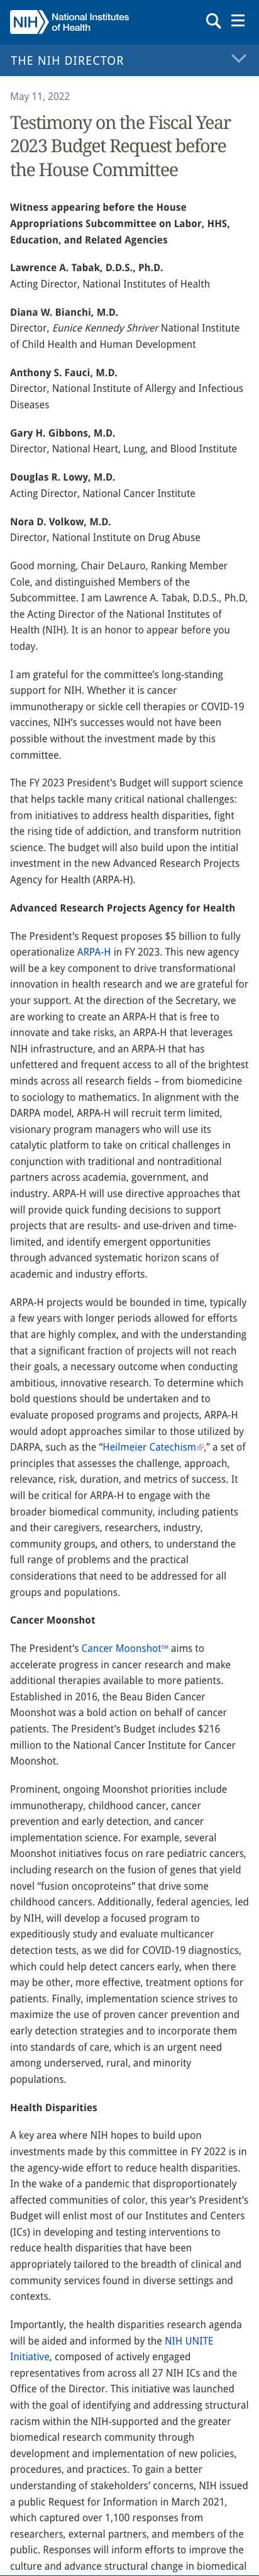 NIH National Institutes
of Health
THE NIH DIRECTOR
May 11, 2022
Testimony on the Fiscal Year
2023 Budget Request before
the House Committee
Witness appearing before the House
Appropriations Subcommittee on Labor, HHS,
Education, and Related Agencies
Lawrence A. Tabak, D.D.S., Ph.D.
Acting Director, National Institutes of Health
Diana W. Bianchi, M.D.
Director, Eunice Kennedy Shriver National Institute
of Child Health and Human Development
Anthony S. Fauci, M.D.
Director, National Institute of Allergy and Infectious
Diseases
Gary H. Gibbons, M.D.
Director, National Heart, Lung, and Blood Institute
Douglas R. Lowy, M.D.
Acting Director, National Cancer Institute
Nora D. Volkow, M.D.
Director, National Institute on Drug Abuse
Good morning, Chair DeLauro, Ranking Member
Cole, and distinguished Members of the
Subcommittee. I am Lawrence A. Tabak, D.D.S., Ph.D,
the Acting Director of the National Institutes of
Health (NIH). It is an honor to appear before you
today.
I am grateful for the committee’s long-standing
support for NIH. Whether it is cancer
immunotherapy or sickle cell therapies or COVID-19
vaccines, NIH’s successes would not have been
possible without the investment made by this
committee.
The FY 2023 President’s Budget will support science
that helps tackle many critical national challenges:
from initiatives to address health disparities, fight
the rising tide of addiction, and transform nutrition
science. The budget will also build upon the intitial
investment in the new Advanced Research Projects
Agency for Health (ARPA-H).
Advanced Research Projects Agency for Health
The President’s Request proposes $5 billion to fully
operationalize ARPA-H in FY 2023. This new agency
will be a key component to drive transformational
innovation in health research and we are grateful for
your support. At the direction of the Secretary, we
are working to create an ARPA-H that is free to
innovate and take risks, an ARPA-H that leverages
NIH infrastructure, and an ARPA-H that has
unfettered and frequent access to all of the brightest
minds across all research fields – from biomedicine
to sociology to mathematics. In alignment with the
DARPA model, ARPA-H will recruit term limited,
visionary program managers who will use its
catalytic platform to take on critical challenges in
conjunction with traditional and nontraditional
partners across academia, government, and
industry. ARPA-H will use directive approaches that
will provide quick funding decisions to support
projects that are results- and use-driven and time-
limited, and identify emergent opportunities
through advanced systematic horizon scans of
academic and industry efforts.
ARPA-H projects would be bounded in time, typically
a few years with longer periods allowed for efforts
that are highly complex, and with the understanding
that a significant fraction of projects will not reach
their goals, a necessary outcome when conducting
ambitious, innovative research. To determine which
bold questions should be undertaken and to
evaluate proposed programs and projects, ARPA-H
would adopt approaches similar to those utilized by
DARPA, such as the “Heilmeier Catechism,” a set of
principles that assesses the challenge, approach,
relevance, risk, duration, and metrics of success. It
will be critical for ARPA-H to engage with the
broader biomedical community, including patients
and their caregivers, researchers, industry,
community groups, and others, to understand the
full range of problems and the practical
considerations that need to be addressed for all
groups and populations.
Cancer Moonshot
The President’s Cancer Moonshot℠ aims to
accelerate progress in cancer research and make
additional therapies available to more patients.
Established in 2016, the Beau Biden Cancer
Moonshot was a bold action on behalf of cancer
patients. The President’s Budget includes $216
million to the National Cancer Institute for Cancer
Moonshot.
Prominent, ongoing Moonshot priorities include
immunotherapy, childhood cancer, cancer
prevention and early detection, and cancer
implementation science. For example, several
Moonshot initiatives focus on rare pediatric cancers,
including research on the fusion of genes that yield
novel “fusion oncoproteins” that drive some
childhood cancers. Additionally, federal agencies, led
by NIH, will develop a focused program to
expeditiously study and evaluate multicancer
detection tests, as we did for COVID-19 diagnostics,
which could help detect cancers early, when there
may be other, more effective, treatment options for
patients. Finally, implementation science strives to
maximize the use of proven cancer prevention and
early detection strategies and to incorporate them
into standards of care, which is an urgent need
among underserved, rural, and minority
populations.
Health Disparities
A key area where NIH hopes to build upon
investments made by this committee in FY 2022 is in
the agency-wide effort to reduce health disparities.
In the wake of a pandemic that disproportionately
affected communities of color, this year’s President’s
Budget will enlist most of our Institutes and Centers
(ICs) in developing and testing interventions to
reduce health disparities that have been
appropriately tailored to the breadth of clinical and
community services found in diverse settings and
contexts.
Importantly, the health disparities research agenda
will be aided and informed by the NIH UNITE
Initiative, composed of actively engaged
representatives from across all 27 NIH ICs and the
Office of the Director. This initiative was launched
with the goal of identifying and addressing structural
racism within the NIH-supported and the greater
biomedical research community through
development and implementation of new policies,
procedures, and practices. To gain a better
understanding of stakeholders’ concerns, NIH issued
a public Request for Information in March 2021,
which captured over 1,100 responses from
researchers, external partners, and members of the
public. Responses will inform efforts to improve the
culture and advance structural change in biomedical